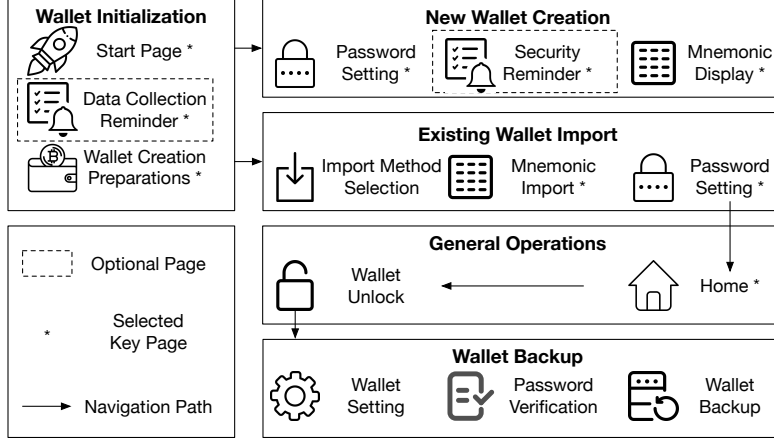 Wallet Initialization
Start Page *
Data Collection
Reminder *
Wallet Creation
Preparations *
New Wallet Creation
Password
Setting *
Security
Reminder *
Mnemonic
Display *
Existing Wallet Import
Import Method
Selection
Mnemonic
Import *
Password
Setting *
General Operations
Wallet
Unlock
Home *
Wallet Backup
Wallet
Setting
Password
Verification
Wallet
Backup
Optional Page
*
Selected
Key Page
Navigation Path